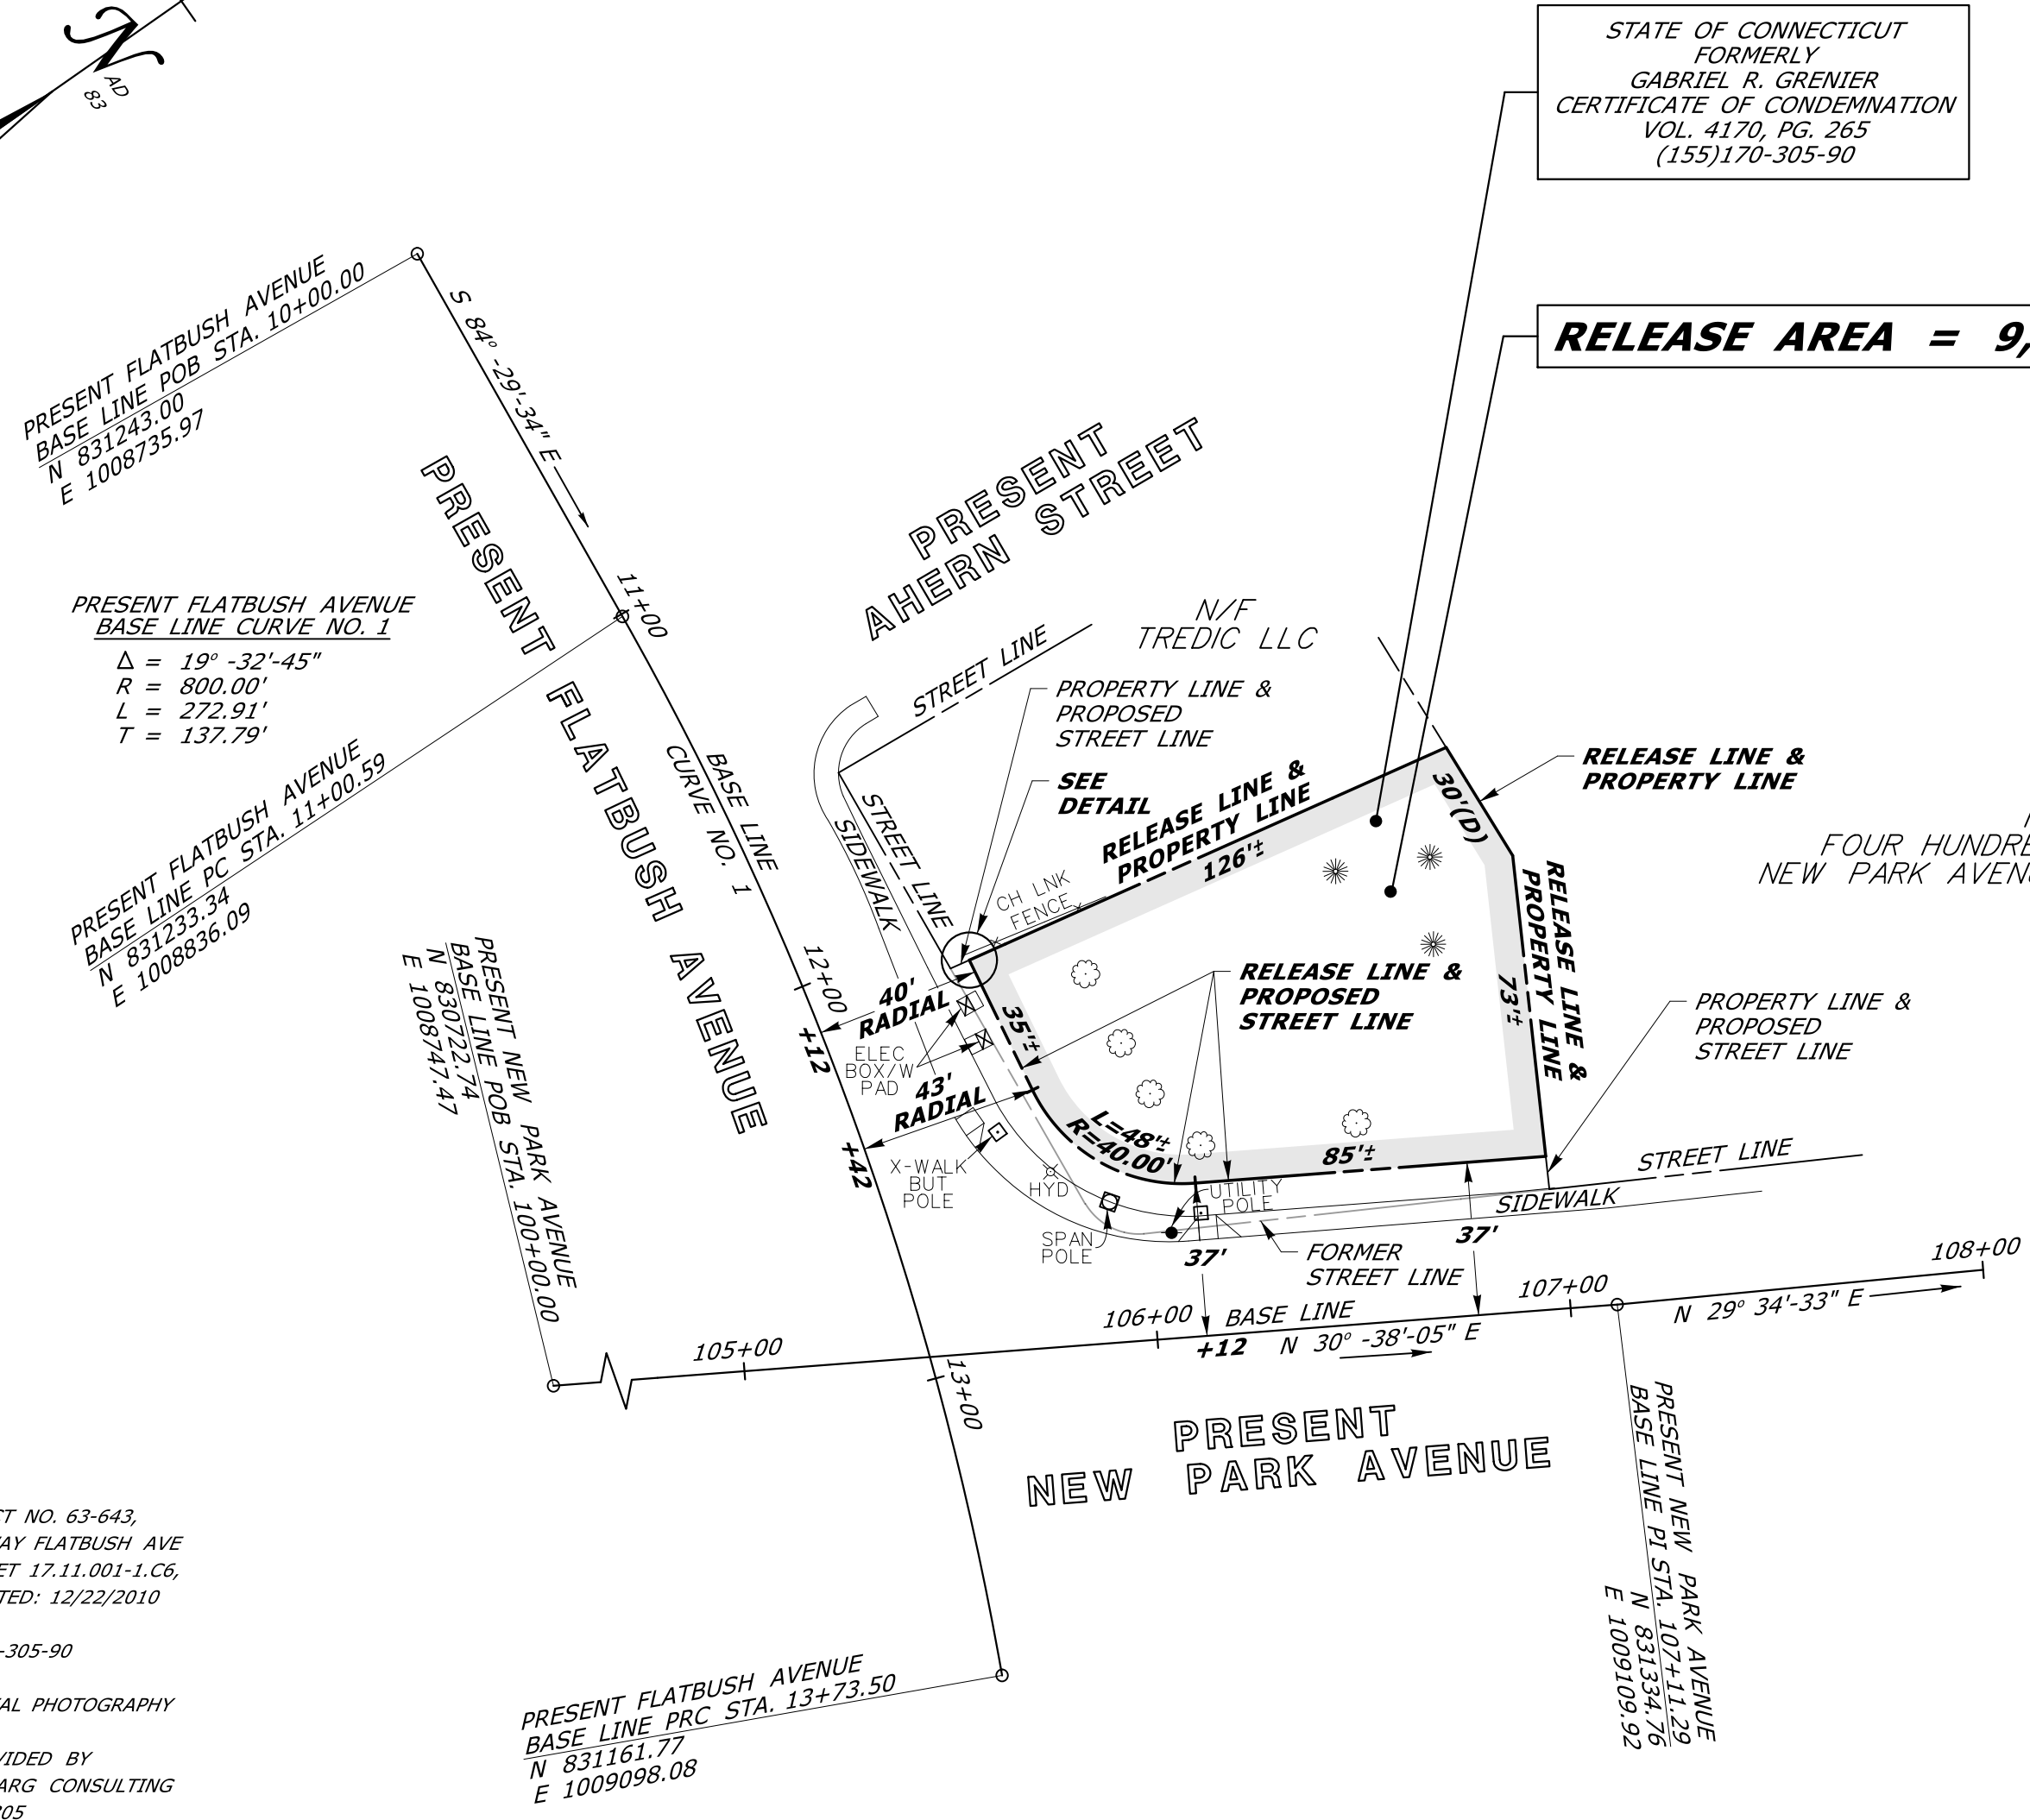 N
AD
83
STATE OF CONNECTICUT
FORMERLY
GABRIEL R. GRENIER
CERTIFICATE OF CONDEMNATION
VOL. 4170, PG. 265
(155)170-305-90
RELEASE AREA = 9,
PRESENT FLATBUSH AVENUE
BASE LINE POB STA. 10+00.00
N 831243.00
E 1008735.97
S 84° -29'-34" E
PRESENT FLATBUSH AVENUE
11+00
PRESENT
AHERN STREET
PRESENT FLATBUSH AVENUE
BASE LINE CURVE NO. 1
Δ = 19° -32'-45"
R = 800.00'
L = 272.91'
T = 137.79'
N/F
TREDIC LLC
STREET LINE
PROPERTY LINE &
PROPOSED
STREET LINE
SEE
DETAIL
RELEASE LINE &
PROPERTY LINE
126'±
30'(D)
RELEASE LINE &
PROPERTY LINE
FOUR HUNDRE
NEW PARK AVENU
PRESENT FLATBUSH AVENUE
BASE LINE PC STA. 11+00.59
N 831233.34
E 1008836.09
BASE LINE
CURVE NO. 1
STREET LINE
SIDEWALK
CH LNK
FENCE
RELEASE LINE &
PROPERTY LINE
73'±
12+00
40'
RADIAL
+12
35'±
RELEASE LINE &
PROPOSED
STREET LINE
PROPERTY LINE &
PROPOSED
STREET LINE
ELEC
BOX/W
PAD
43'
RADIAL
+42
L=48'±
R=40.00'
85'±
X-WALK
BUT
POLE
HYD
UTILITY
POLE
SPAN
POLE
STREET LINE
SIDEWALK
37'
37'
FORMER
STREET LINE
PRESENT NEW PARK AVENUE
BASE LINE POB STA. 100+00.00
N 830722.74
E 1008747.47
105+00
106+00
BASE LINE
107+00
108+00
+12
N 30° -38'-05" E
N 29° 34'-33" E
13+00
PRESENT
NEW PARK AVENUE
PRESENT NEW PARK AVENUE
BASE LINE PI STA. 107+11.29
N 831334.76
E 1009109.92
CT NO. 63-643,
WAY FLATBUSH AVE
ET 17.11.001-1.C6,
TED: 12/22/2010
-305-90
AL PHOTOGRAPHY
VIDED BY
ARG CONSULTING
805
PRESENT FLATBUSH AVENUE
BASE LINE PRC STA. 13+73.50
N 831161.77
E 1009098.08